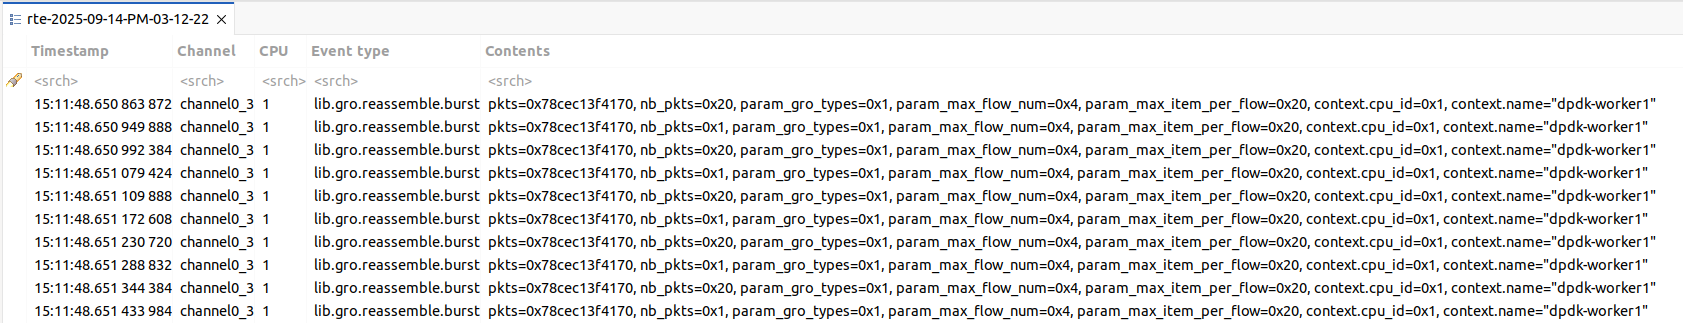 rte-2025-09-14-PM-03-12-22
Timestamp Channel CPU Event type Contents
<srch> <srch> <srch> <srch> <srch>
15:11:48.650 863 872 channel0_3 1 lib.gro.reassemble.burst pkts=0x78cec13f4170, nb_pkts=0x20, param_gro_types=0x1, param_max_flow_num=0x4, param_max_item_per_flow=0x20, context.cpu_id=0x1, context.name="dpdk-worker1"
15:11:48.650 949 888 channel0_3 1 lib.gro.reassemble.burst pkts=0x78cec13f4170, nb_pkts=0x1, param_gro_types=0x1, param_max_flow_num=0x4, param_max_item_per_flow=0x20, context.cpu_id=0x1, context.name="dpdk-worker1"
15:11:48.650 992 384 channel0_3 1 lib.gro.reassemble.burst pkts=0x78cec13f4170, nb_pkts=0x20, param_gro_types=0x1, param_max_flow_num=0x4, param_max_item_per_flow=0x20, context.cpu_id=0x1, context.name="dpdk-worker1"
15:11:48.651 079 424 channel0_3 1 lib.gro.reassemble.burst pkts=0x78cec13f4170, nb_pkts=0x1, param_gro_types=0x1, param_max_flow_num=0x4, param_max_item_per_flow=0x20, context.cpu_id=0x1, context.name="dpdk-worker1"
15:11:48.651 109 888 channel0_3 1 lib.gro.reassemble.burst pkts=0x78cec13f4170, nb_pkts=0x20, param_gro_types=0x1, param_max_flow_num=0x4, param_max_item_per_flow=0x20, context.cpu_id=0x1, context.name="dpdk-worker1"
15:11:48.651 172 608 channel0_3 1 lib.gro.reassemble.burst pkts=0x78cec13f4170, nb_pkts=0x1, param_gro_types=0x1, param_max_flow_num=0x4, param_max_item_per_flow=0x20, context.cpu_id=0x1, context.name="dpdk-worker1"
15:11:48.651 230 720 channel0_3 1 lib.gro.reassemble.burst pkts=0x78cec13f4170, nb_pkts=0x20, param_gro_types=0x1, param_max_flow_num=0x4, param_max_item_per_flow=0x20, context.cpu_id=0x1, context.name="dpdk-worker1"
15:11:48.651 288 832 channel0_3 1 lib.gro.reassemble.burst pkts=0x78cec13f4170, nb_pkts=0x1, param_gro_types=0x1, param_max_flow_num=0x4, param_max_item_per_flow=0x20, context.cpu_id=0x1, context.name="dpdk-worker1"
15:11:48.651 344 384 channel0_3 1 lib.gro.reassemble.burst pkts=0x78cec13f4170, nb_pkts=0x20, param_gro_types=0x1, param_max_flow_num=0x4, param_max_item_per_flow=0x20, context.cpu_id=0x1, context.name="dpdk-worker1"
15:11:48.651 433 984 channel0_3 1 lib.gro.reassemble.burst pkts=0x78cec13f4170, nb_pkts=0x1, param_gro_types=0x1, param_max_flow_num=0x4, param_max_item_per_flow=0x20, context.cpu_id=0x1, context.name="dpdk-worker1"